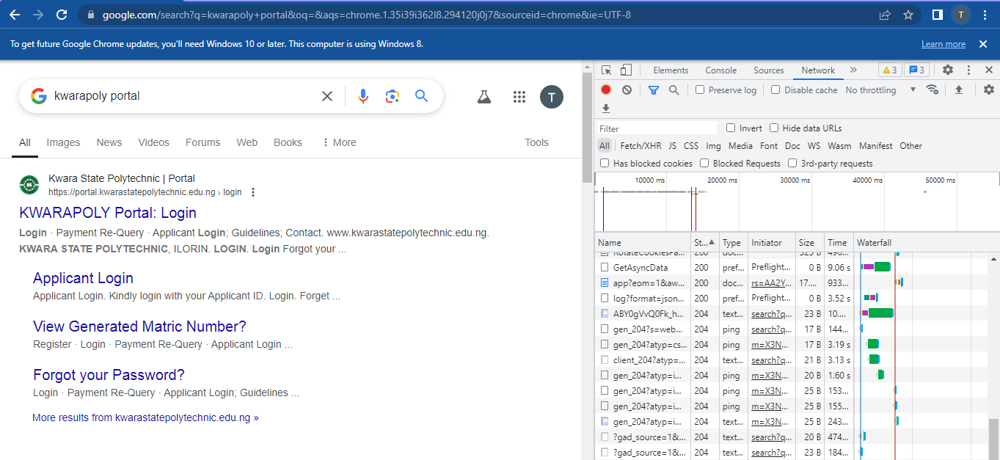 google.com/search?q=kwarapoly+portal&oq=&aqs=chrome.1.35i39i362l8.294120j0j7&sourceid=chrome&ie=UTF-8
T
To get future Google Chrome updates, you'll need Windows 10 or later. This computer is using Windows 8.
Learn more
kwarapoly portal
T
All Images News Videos Forums Web Books More Tools
Kwara State Polytechnic | Portal
https://portal.kwarastatepolytechnic.edu.ng › login
KWARAPOLY Portal: Login
Login · Payment Re-Query · Applicant Login; Guidelines; Contact. www.kwarastatepolytechnic.edu.ng.
KWARA STATE POLYTECHNIC, ILORIN. LOGIN. Login Forgot your ...
Applicant Login
Applicant Login. Kindly login with your Applicant ID. Login. Forget ...
View Generated Matric Number?
Register · Login · Payment Re-Query · Applicant Login ...
Forgot your Password?
Login · Payment Re-Query · Applicant Login; Guidelines ...
More results from kwarastatepolytechnic.edu.ng »
Elements Console Sources Network » 3 3
Preserve log Disable cache No throttling
Filter Invert Hide data URLs
All Fetch/XHR JS CSS Img Media Font Doc WS Wasm Manifest Other
Has blocked cookies Blocked Requests 3rd-party requests
10000 ms 20000 ms 30000 ms 40000 ms 50000 ms
Name St... Type Initiator Size Time Waterfall
GetAsyncData 200 pref... Preflight... 0 B 9.06 s
app?eom=1&aw... 200 doc... rs=AA2Y... 17.... 933...
log?format=json... 200 pref... Preflight... 0 B 3.52 s
ABY0gVvQ0Fk_h... 204 text... search?q... 23 B 10....
gen_204?s=web... 204 ping search?q... 17 B 144...
gen_204?atyp=cs... 204 ping m=X3N... 17 B 3.19 s
client_204?atyp=... 204 text... search?q... 21 B 3.13 s
gen_204?atyp=i... 204 ping m=X3N... 20 B 1.60 s
gen_204?atyp=i... 204 ping m=X3N... 25 B 153...
gen_204?atyp=i... 204 ping m=X3N... 25 B 155...
gen_204?atyp=i... 204 text... m=X3N... 25 B 243...
?gad_source=1&... 204 text... search?q... 20 B 474...
?gad_source=1&... 204 text... search?q... 23 B 184...